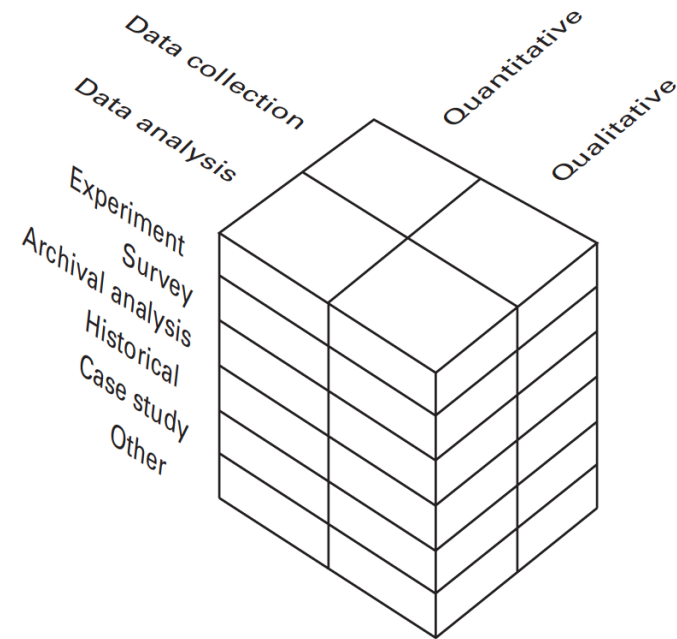 Data collection
Data analysis
Quantitative
Qualitative
Experiment
Survey
Archival analysis
Historical
Case study
Other